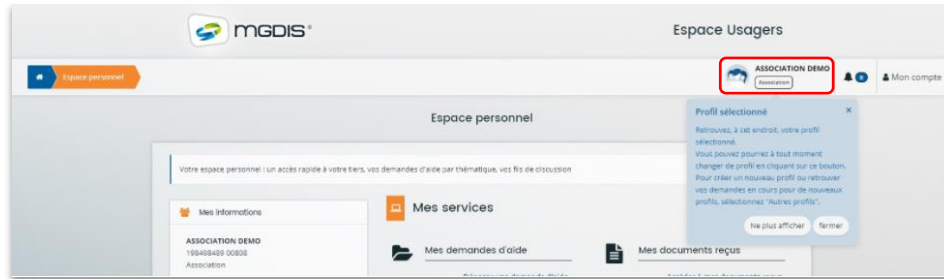 MGDIS®
Espace Usagers
Espace personnel
ASSOCIATION DEMO
Association
Mon compte
Espace personnel
Profil sélectionné
×
Retrouvez, à cet endroit, votre profil
sélectionné.
Vous pouvez pourrez à tout moment
changer de profil en cliquant sur ce bouton.
Pour créer un nouveau profil ou retrouver
vos demandes en cours pour de nouveaux
profils, sélectionnez "Autres profils".
Ne plus afficher
fermer
Votre espace personnel : un accès rapide à votre tiers, vos demandes d'aide par thématique, vos fils de discussion
Mes informations
Mes services
ASSOCIATION DEMO
198498489 00808
Association
Mes demandes d'aide
Mes documents reçus